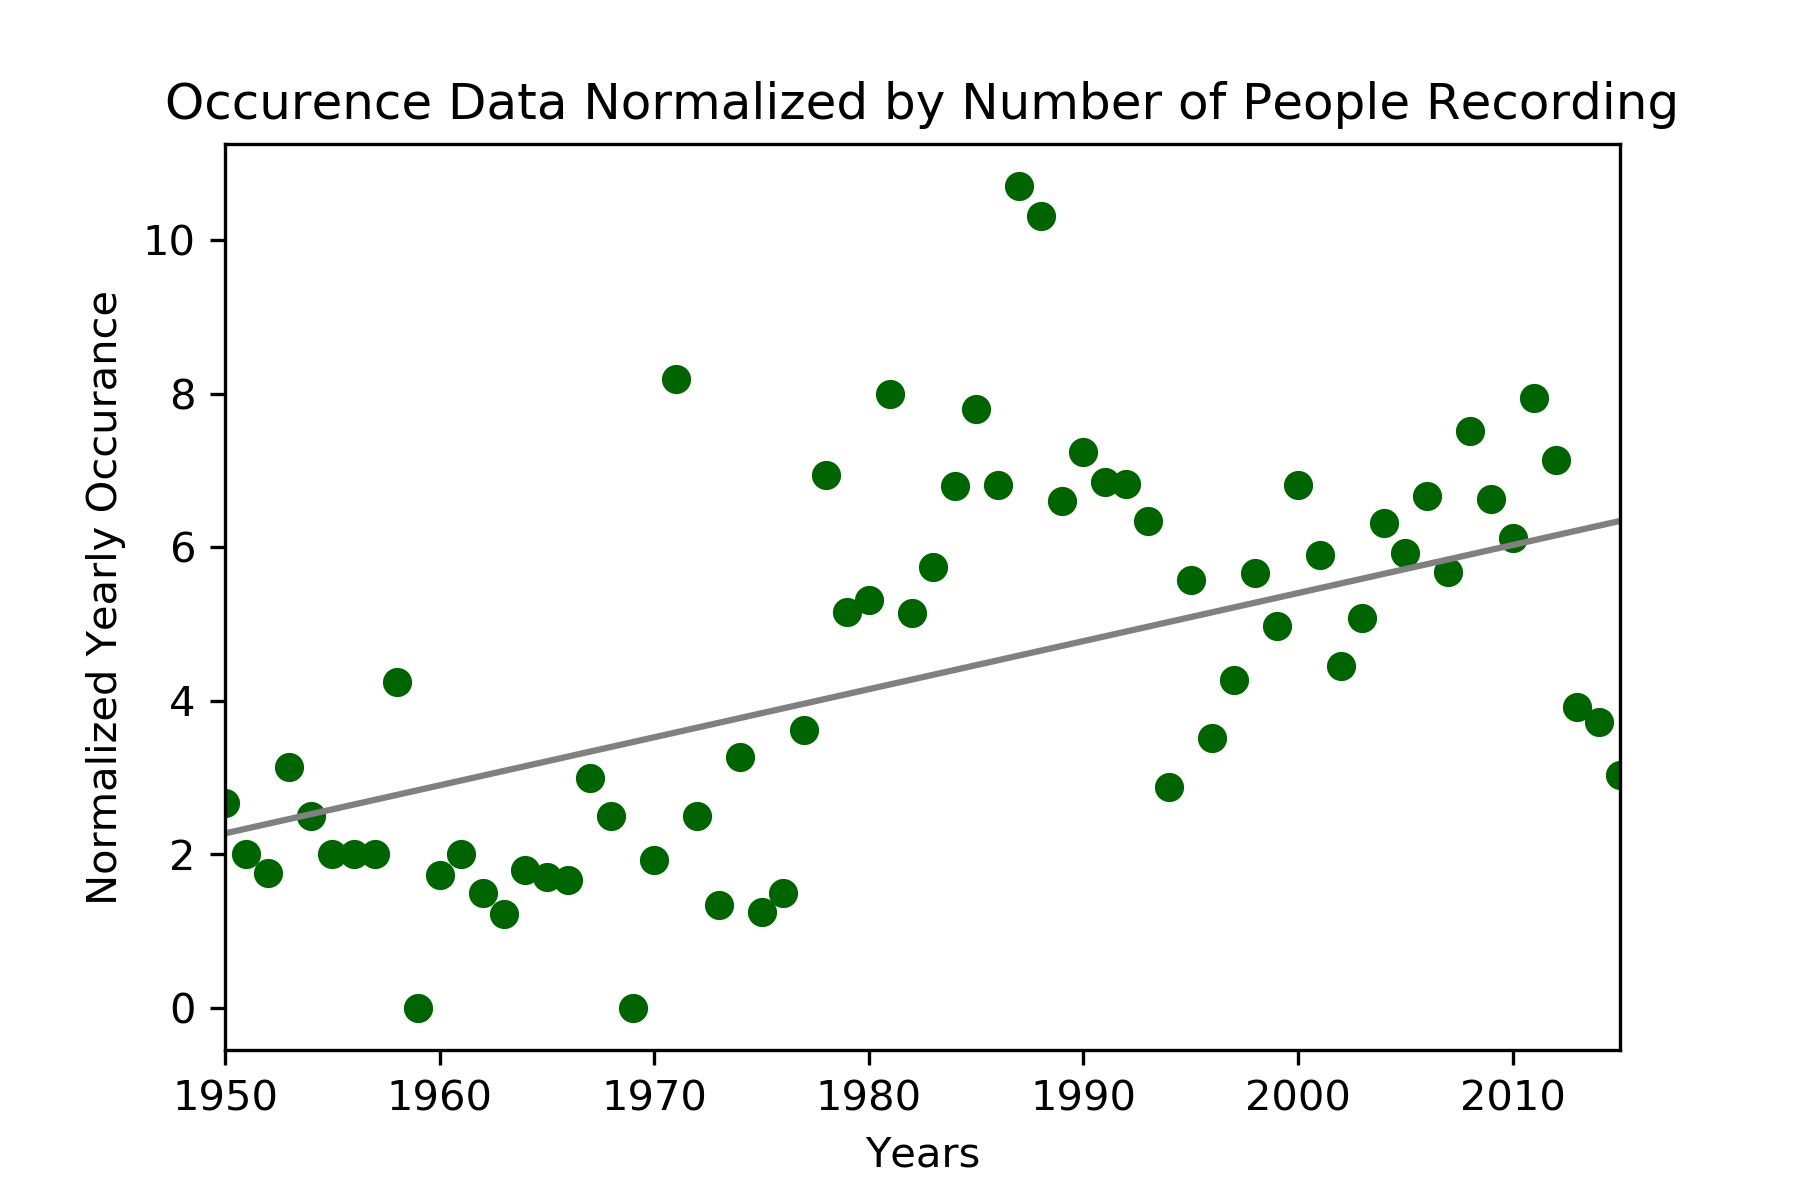 Occurence Data Normalized by Number of People Recording
Normalized Yearly Occurance
10
8
6
4
2
0
1950 1960 1970 1980 1990 2000 2010
Years